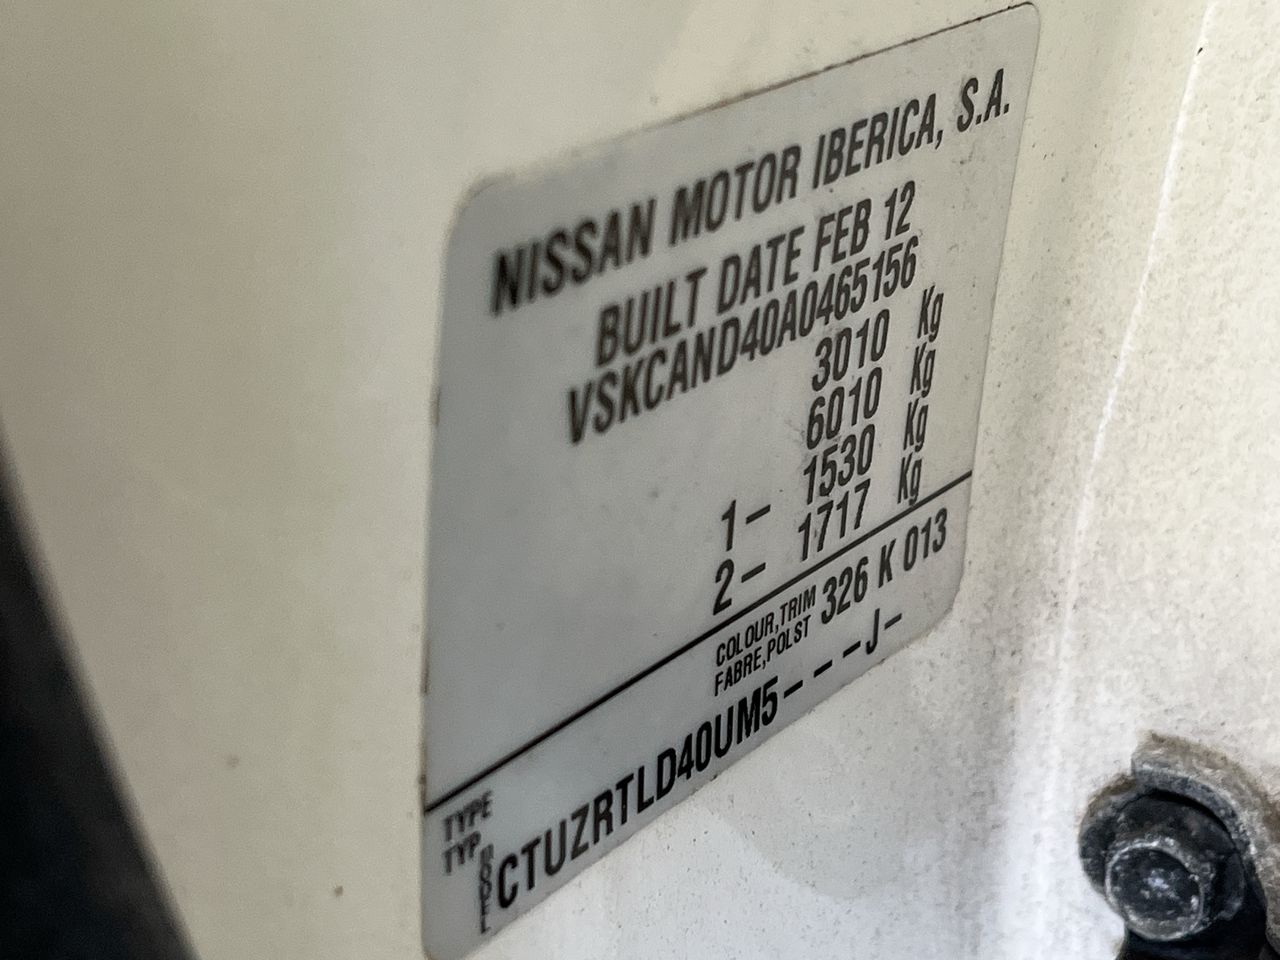 NISSAN MOTOR IBERICA, S.A.
BUILT DATE FEB 12
VSKCAND40A0465156
3010 Kg
6010 Kg
1- 1530 Kg
2- 1717 Kg
COLOUR,TRIM 326 K 013
FABRE,POLST
TYPE
TYP
MODEL
CTUZRTLD40UM5- - -J-